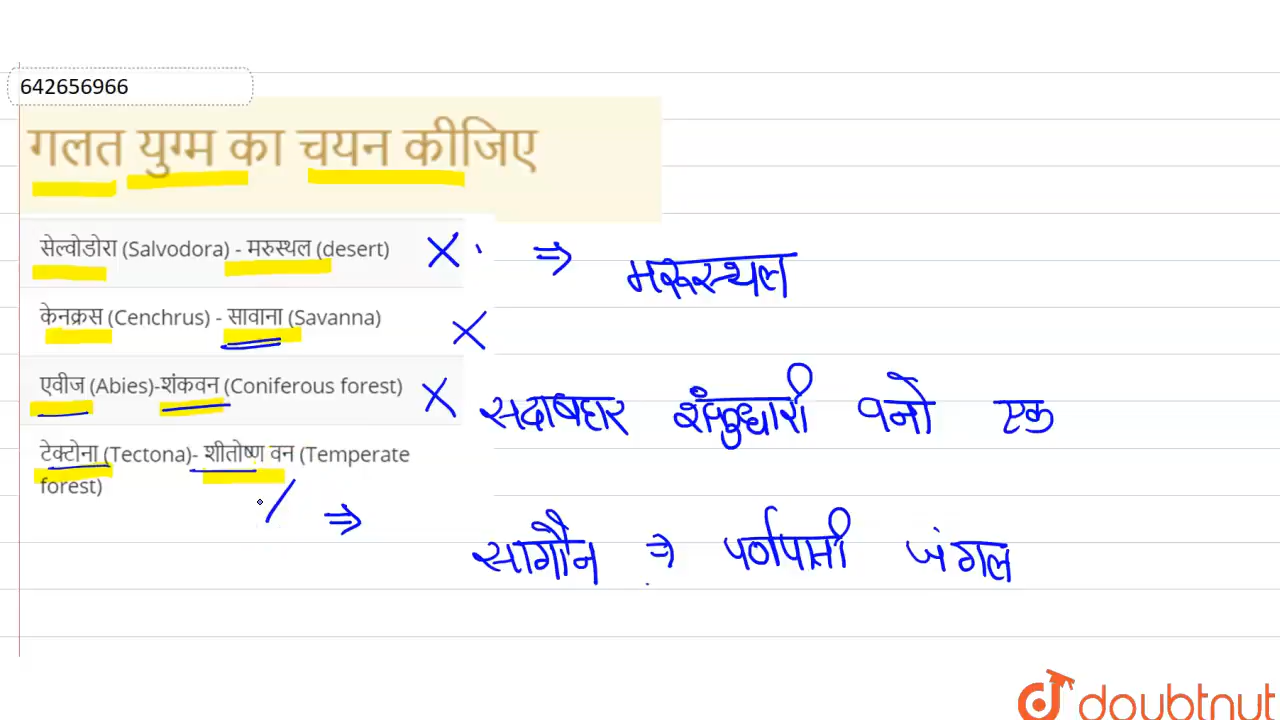 642656966
गलत युग्म का चयन कीजिए
सेल्वोडोरा (Salvodora) - मरुस्थल (desert)
⇒ मरूस्थल
केनक्रस (Cenchrus) - सावाना (Savanna)
एवीज (Abies)-शंकवन (Coniferous forest)
सदाबहार शंकुधारी वनो एक
टेक्टोना (Tectona)- शीतोष्ण वन (Temperate
forest)
⇒ सागौन ⇒ पर्णपाती जंगल
doubtnut